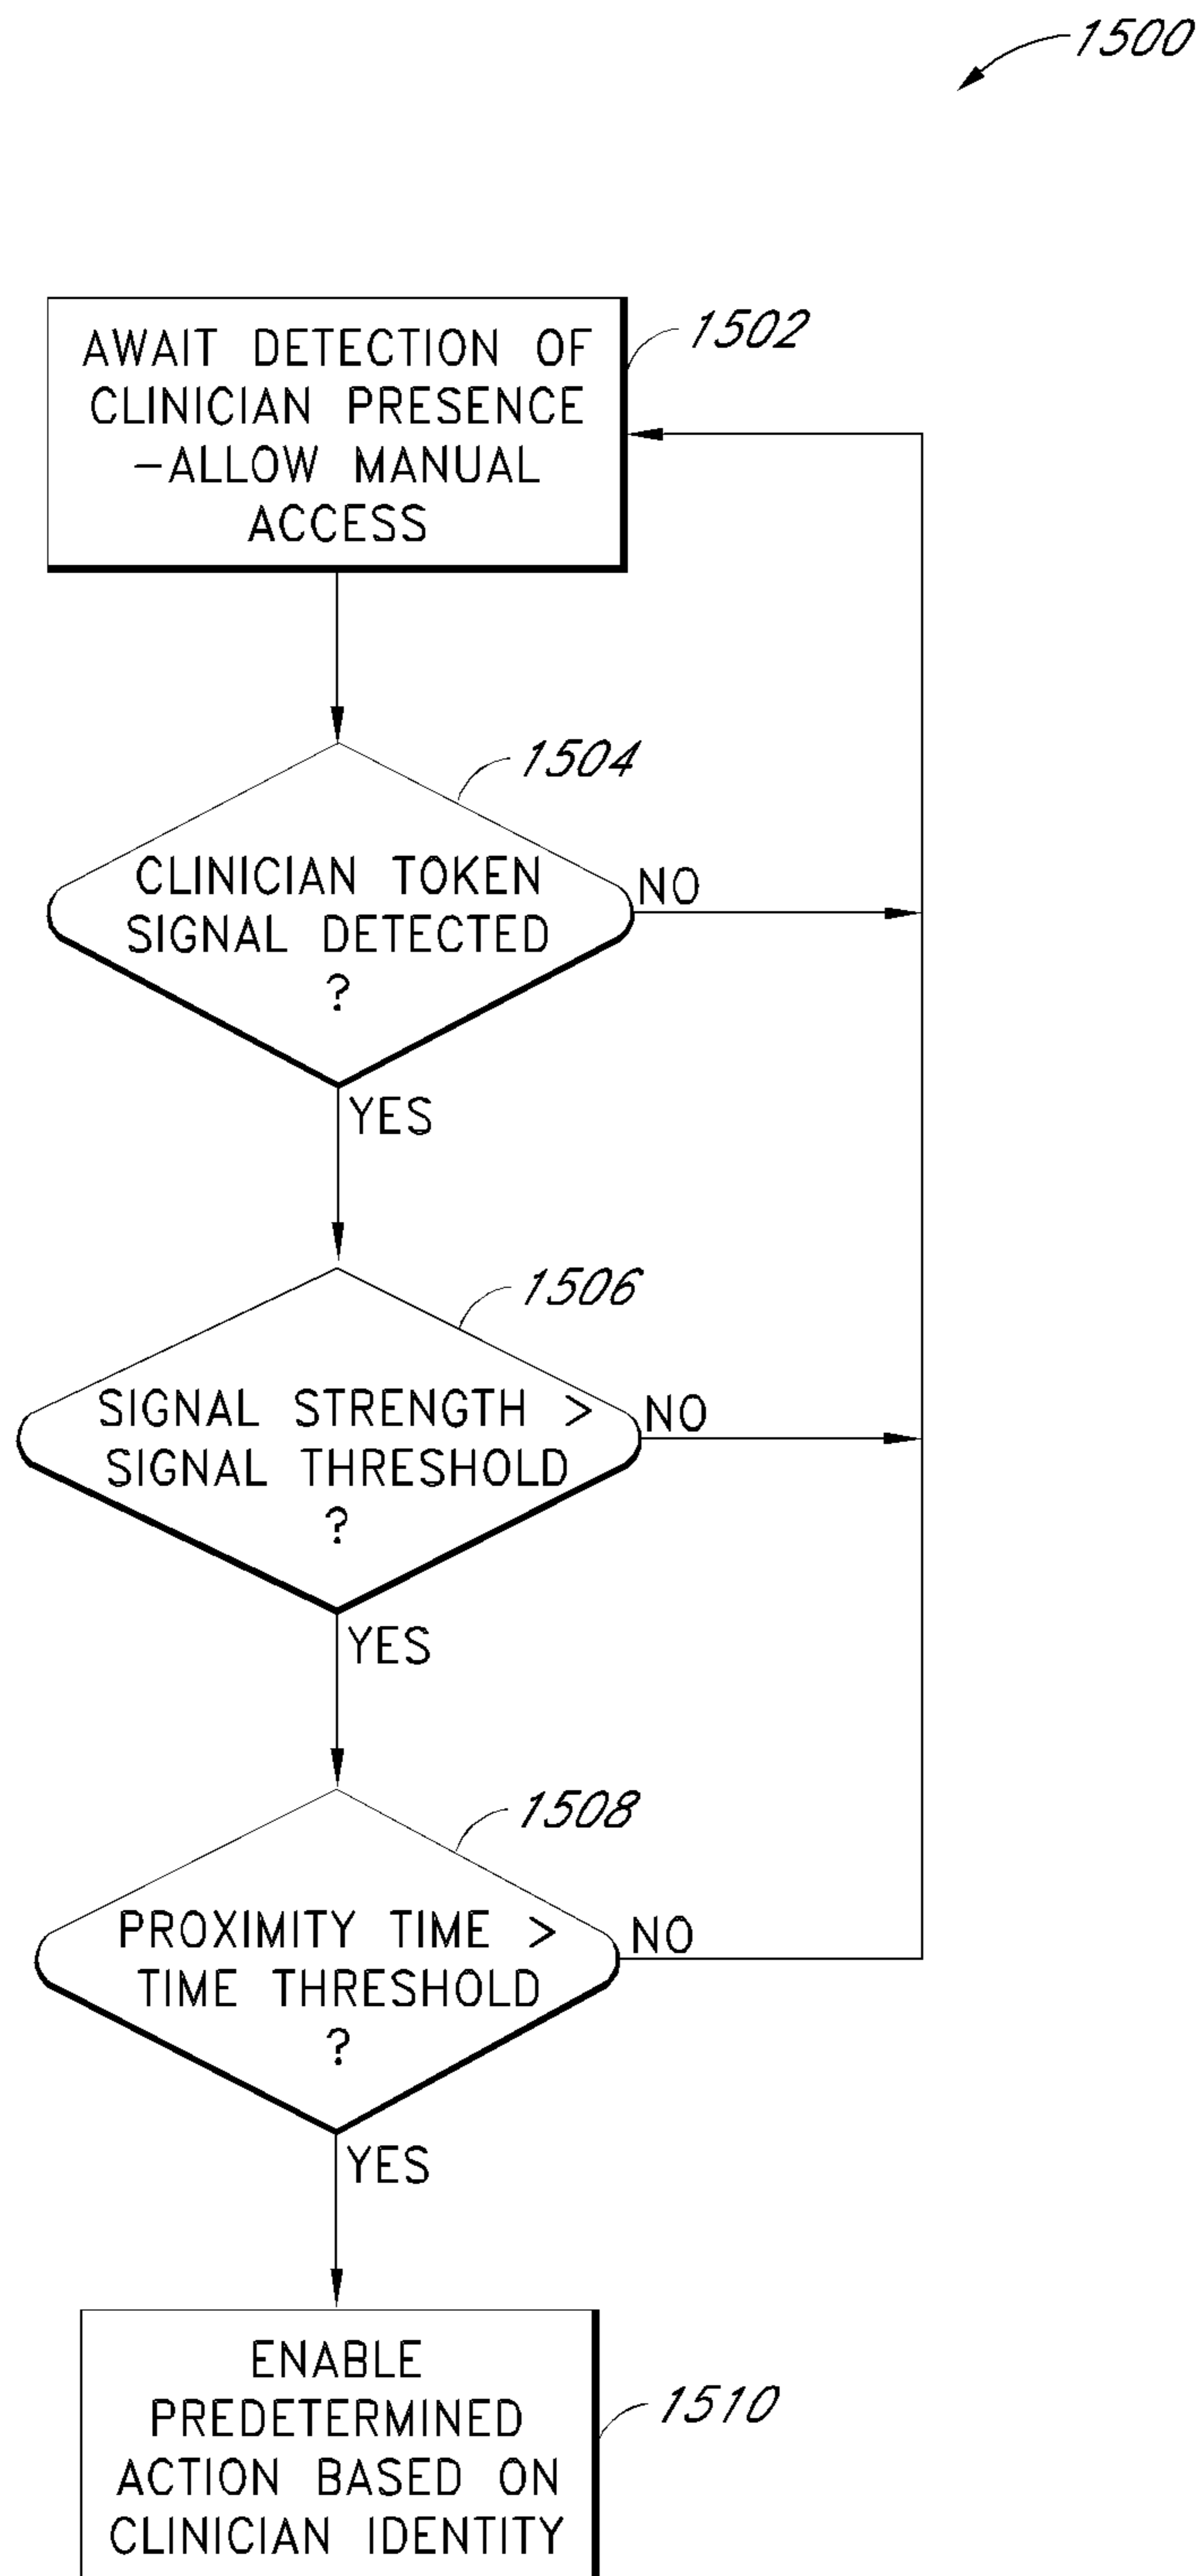 1500
AWAIT DETECTION OF
CLINICIAN PRESENCE
-ALLOW MANUAL
ACCESS
1502
1504
CLINICIAN TOKEN
SIGNAL DETECTED
?
NO
YES
1506
SIGNAL STRENGTH >
SIGNAL THRESHOLD
?
NO
YES
1508
PROXIMITY TIME >
TIME THRESHOLD
?
NO
YES
ENABLE
PREDETERMINED
ACTION BASED ON
CLINICIAN IDENTITY
1510